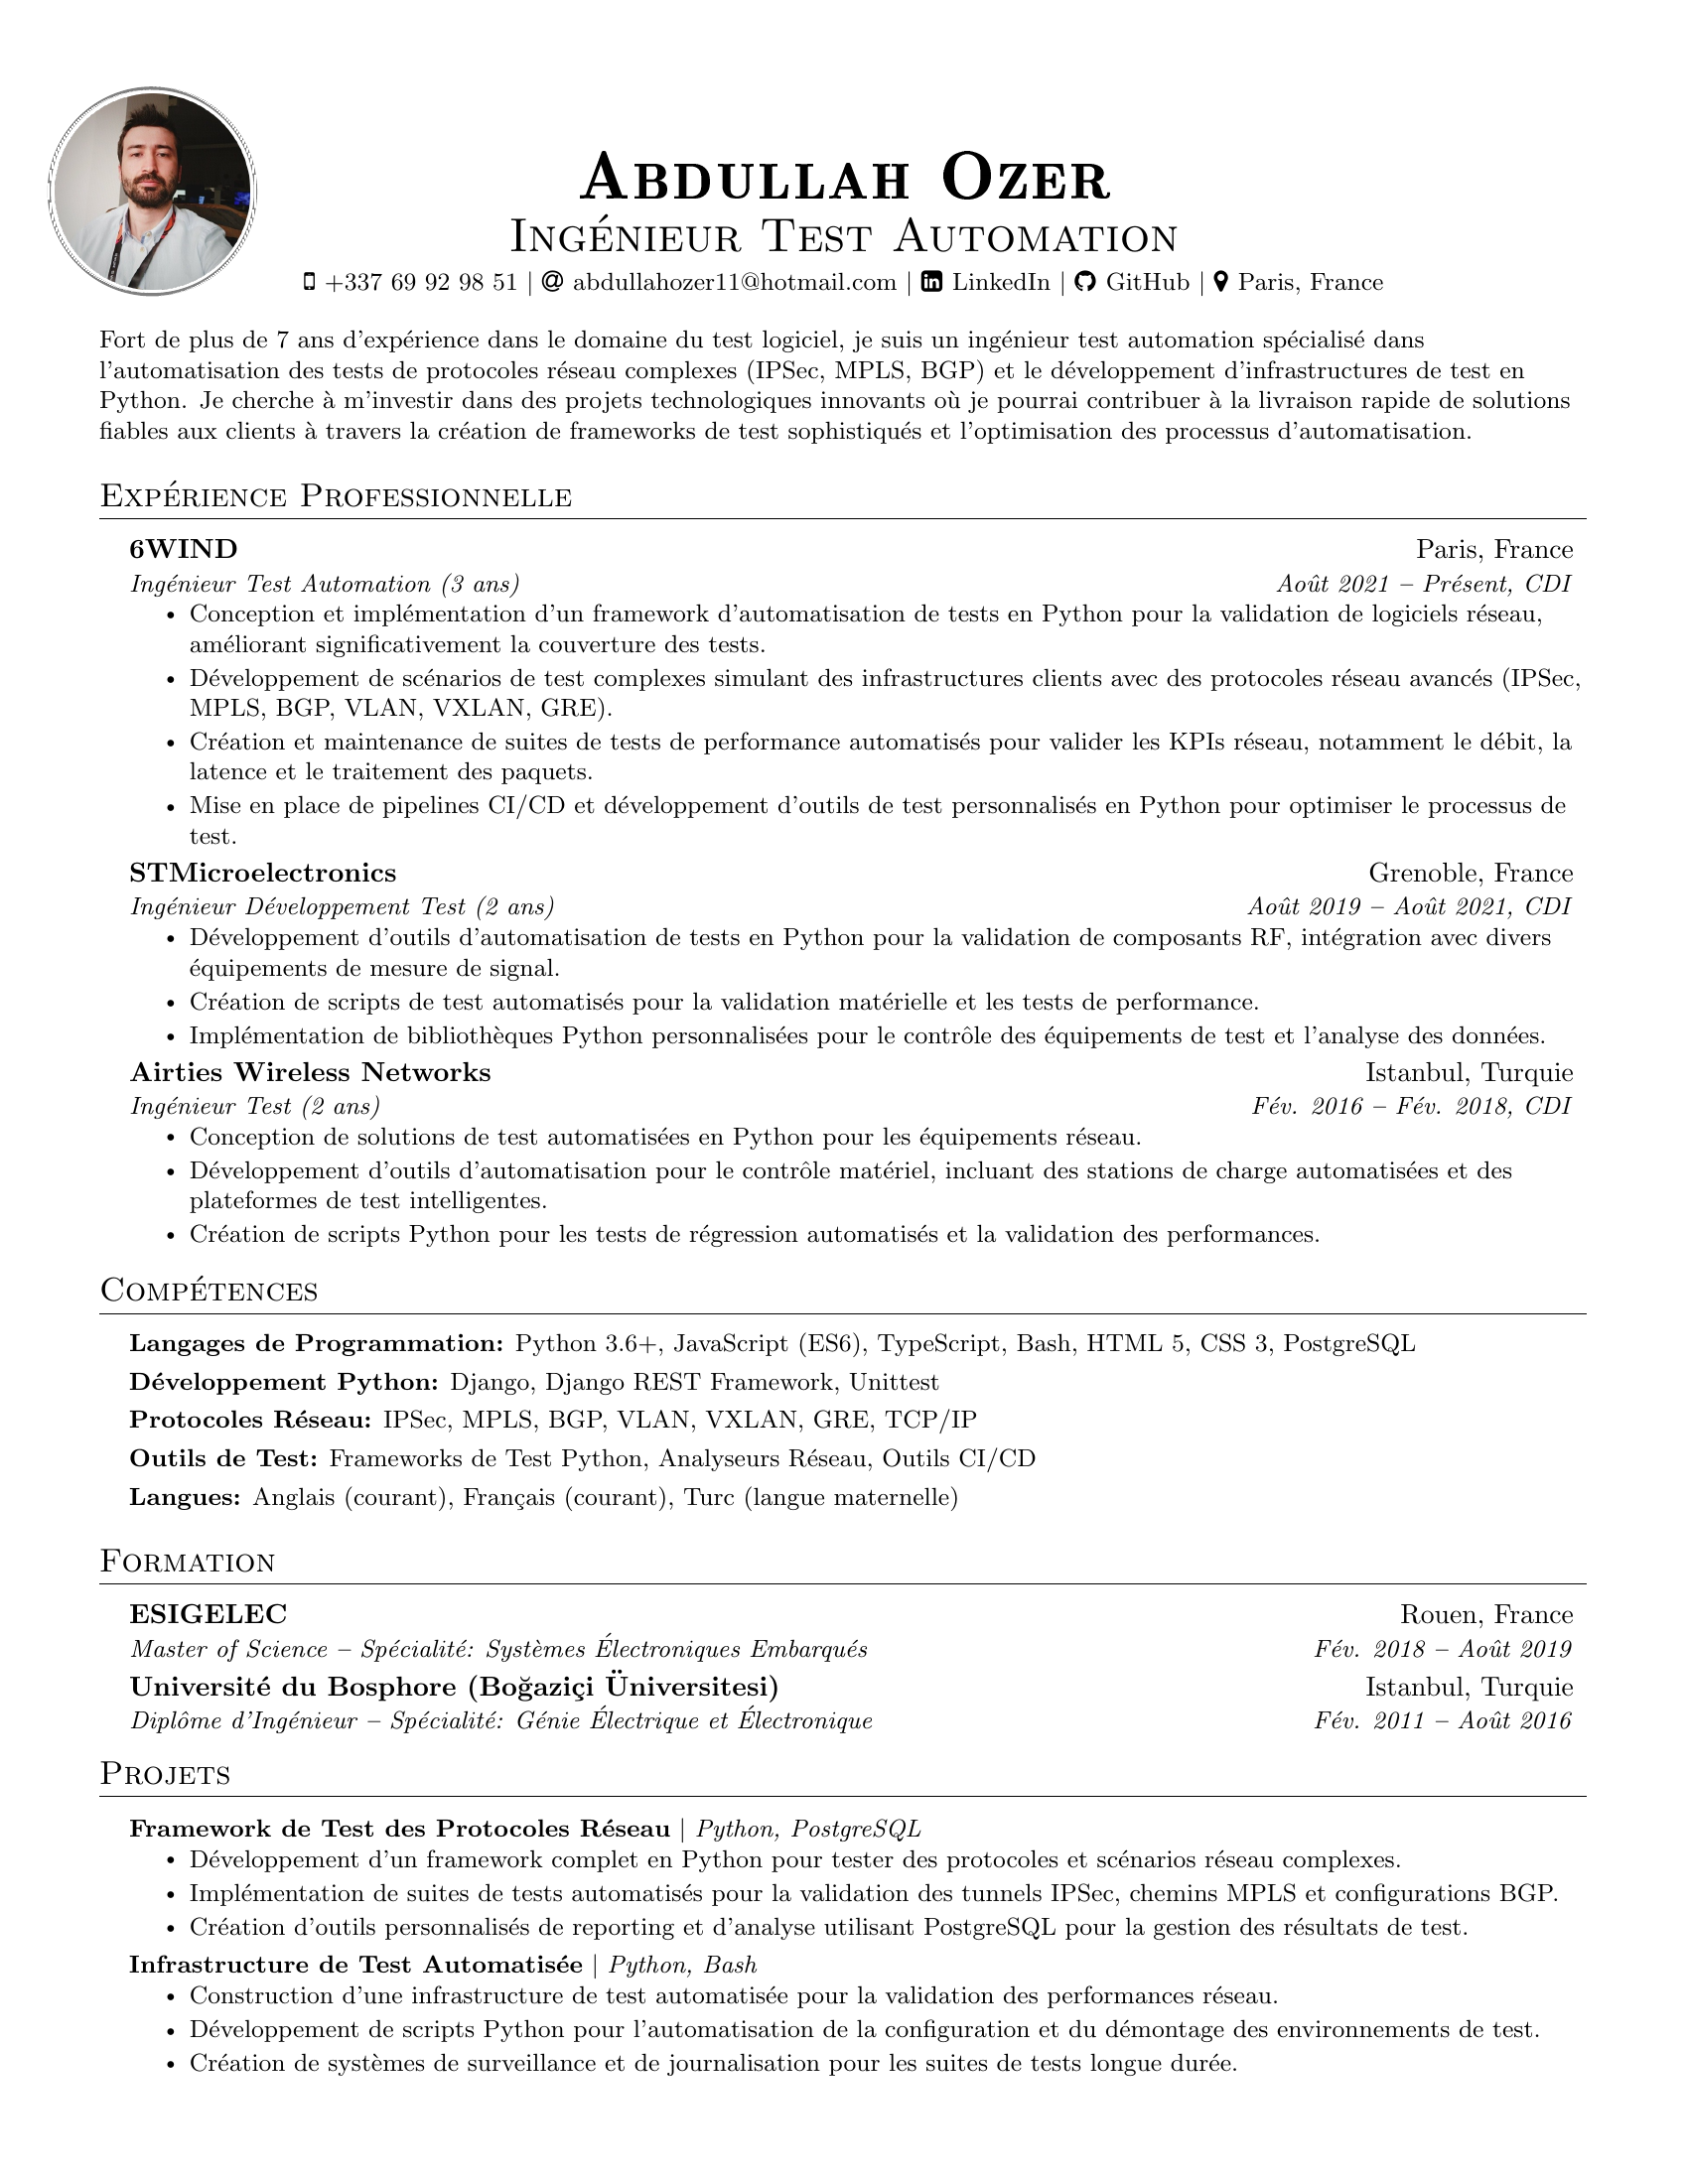 Abdullah Ozer
Ingénieur Test Automation
+337 69 92 98 51 | abdullahozer11@hotmail.com | LinkedIn | GitHub | Paris, France
Fort de plus de 7 ans d'expérience dans le domaine du test logiciel, je suis un ingénieur test automation spécialisé dans
l'automatisation des tests de protocoles réseau complexes (IPSec, MPLS, BGP) et le développement d'infrastructures de test en
Python. Je cherche à m'investir dans des projets technologiques innovants où je pourrai contribuer à la livraison rapide de solutions
fiables aux clients à travers la création de frameworks de test sophistiqués et l'optimisation des processus d'automatisation.
Expérience Professionnelle
6WIND Paris, France
Ingénieur Test Automation (3 ans) Août 2021 – Présent, CDI
• Conception et implémentation d'un framework d'automatisation de tests en Python pour la validation de logiciels réseau,
améliorant significativement la couverture des tests.
• Développement de scénarios de test complexes simulant des infrastructures clients avec des protocoles réseau avancés (IPSec,
MPLS, BGP, VLAN, VXLAN, GRE).
• Création et maintenance de suites de tests de performance automatisés pour valider les KPIs réseau, notamment le débit, la
latence et le traitement des paquets.
• Mise en place de pipelines CI/CD et développement d'outils de test personnalisés en Python pour optimiser le processus de
test.
STMicroelectronics Grenoble, France
Ingénieur Développement Test (2 ans) Août 2019 – Août 2021, CDI
• Développement d'outils d'automatisation de tests en Python pour la validation de composants RF, intégration avec divers
équipements de mesure de signal.
• Création de scripts de test automatisés pour la validation matérielle et les tests de performance.
• Implémentation de bibliothèques Python personnalisées pour le contrôle des équipements de test et l'analyse des données.
Airties Wireless Networks Istanbul, Turquie
Ingénieur Test (2 ans) Fév. 2016 – Fév. 2018, CDI
• Conception de solutions de test automatisées en Python pour les équipements réseau.
• Développement d'outils d'automatisation pour le contrôle matériel, incluant des stations de charge automatisées et des
plateformes de test intelligentes.
• Création de scripts Python pour les tests de régression automatisés et la validation des performances.
Compétences
Langages de Programmation: Python 3.6+, JavaScript (ES6), TypeScript, Bash, HTML 5, CSS 3, PostgreSQL
Développement Python: Django, Django REST Framework, Unittest
Protocoles Réseau: IPSec, MPLS, BGP, VLAN, VXLAN, GRE, TCP/IP
Outils de Test: Frameworks de Test Python, Analyseurs Réseau, Outils CI/CD
Langues: Anglais (courant), Français (courant), Turc (langue maternelle)
Formation
ESIGELEC Rouen, France
Master of Science – Spécialité: Systèmes Électroniques Embarqués Fév. 2018 – Août 2019
Université du Bosphore (Boğaziçi Üniversitesi) Istanbul, Turquie
Diplôme d'Ingénieur – Spécialité: Génie Électrique et Électronique Fév. 2011 – Août 2016
Projets
Framework de Test des Protocoles Réseau | Python, PostgreSQL
• Développement d'un framework complet en Python pour tester des protocoles et scénarios réseau complexes.
• Implémentation de suites de tests automatisés pour la validation des tunnels IPSec, chemins MPLS et configurations BGP.
• Création d'outils personnalisés de reporting et d'analyse utilisant PostgreSQL pour la gestion des résultats de test.
Infrastructure de Test Automatisée | Python, Bash
• Construction d'une infrastructure de test automatisée pour la validation des performances réseau.
• Développement de scripts Python pour l'automatisation de la configuration et du démontage des environnements de test.
• Création de systèmes de surveillance et de journalisation pour les suites de tests longue durée.